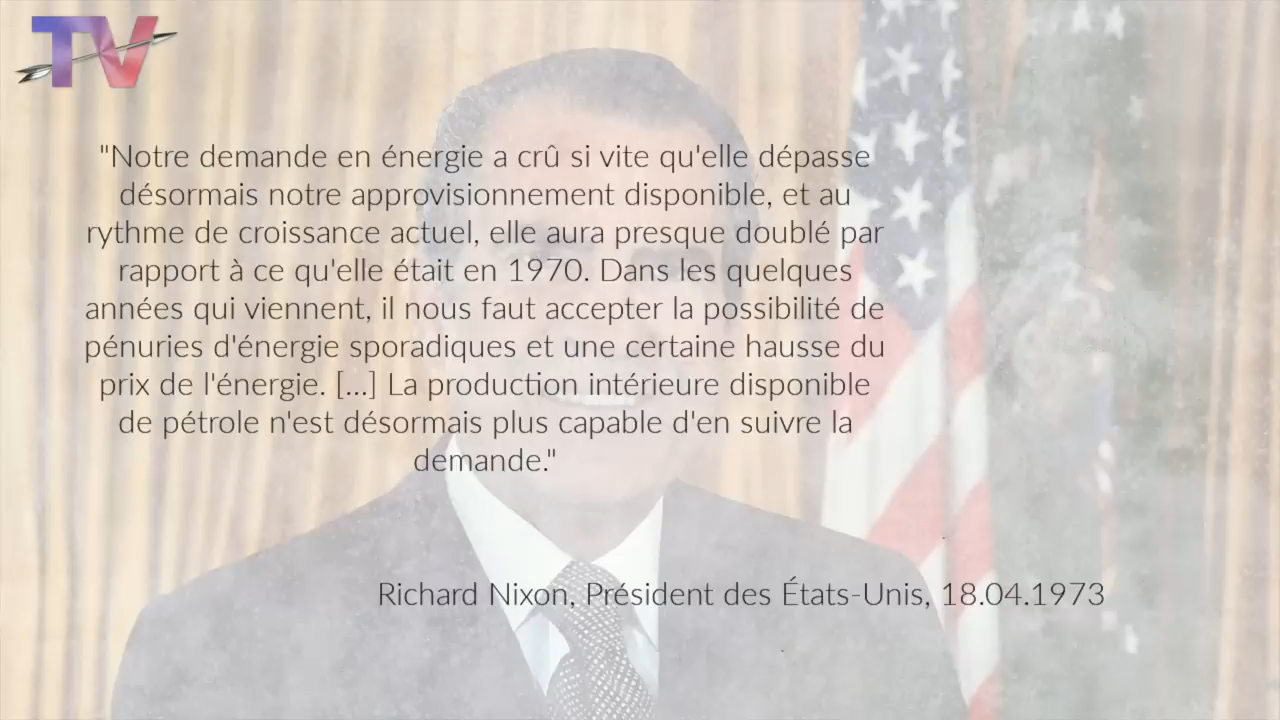 TV
"Notre demande en énergie a crû si vite qu'elle dépasse
désormais notre approvisionnement disponible, et au
rythme de croissance actuel, elle aura presque doublé par
rapport à ce qu'elle était en 1970. Dans les quelques
années qui viennent, il nous faut accepter la possibilité de
pénuries d'énergie sporadiques et une certaine hausse du
prix de l'énergie. [...] La production intérieure disponible
de pétrole n'est désormais plus capable d'en suivre la
demande."
Richard Nixon, Président des États-Unis, 18.04.1973